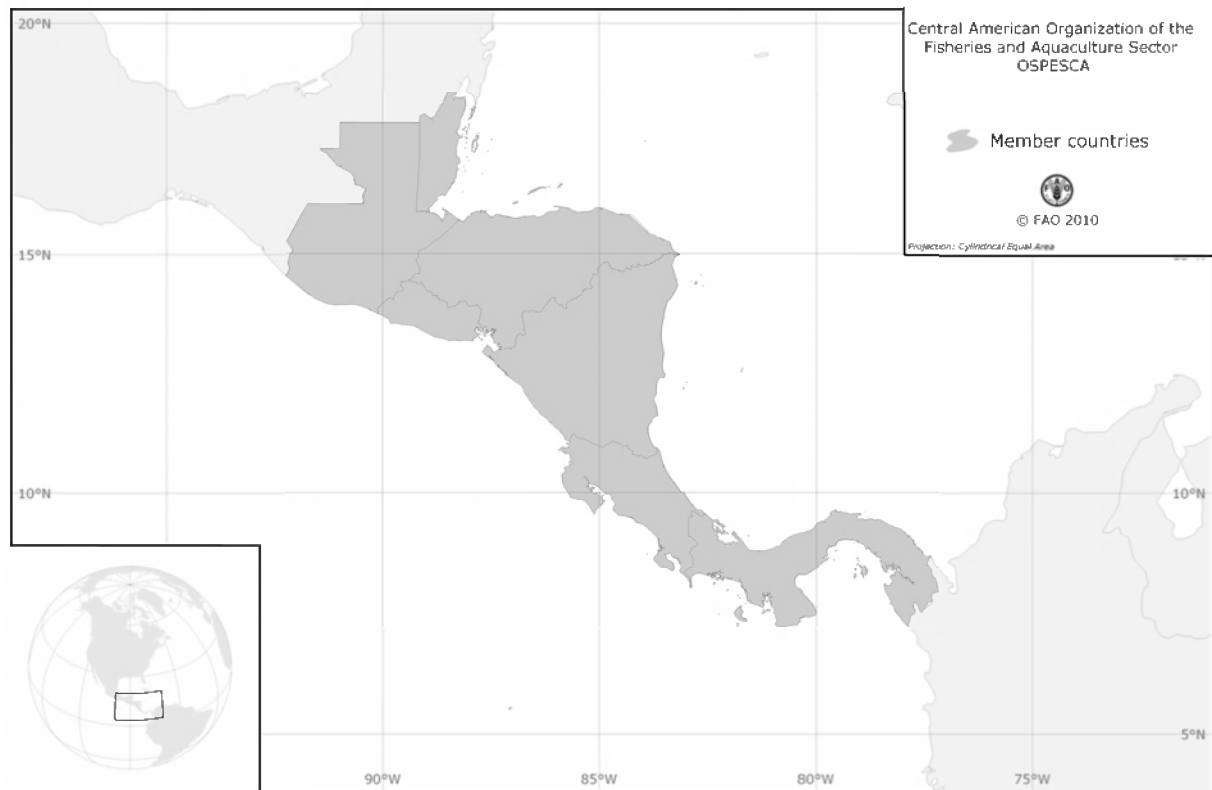 20°N
Central American Organization of the
Fisheries and Aquaculture Sector
OSPESCA
Member countries
FAO
© FAO 2010
Projection: Cylindrical Equal Area
15°N
10°N
10°N
5°N
90°W
85°W
80°W
75°W